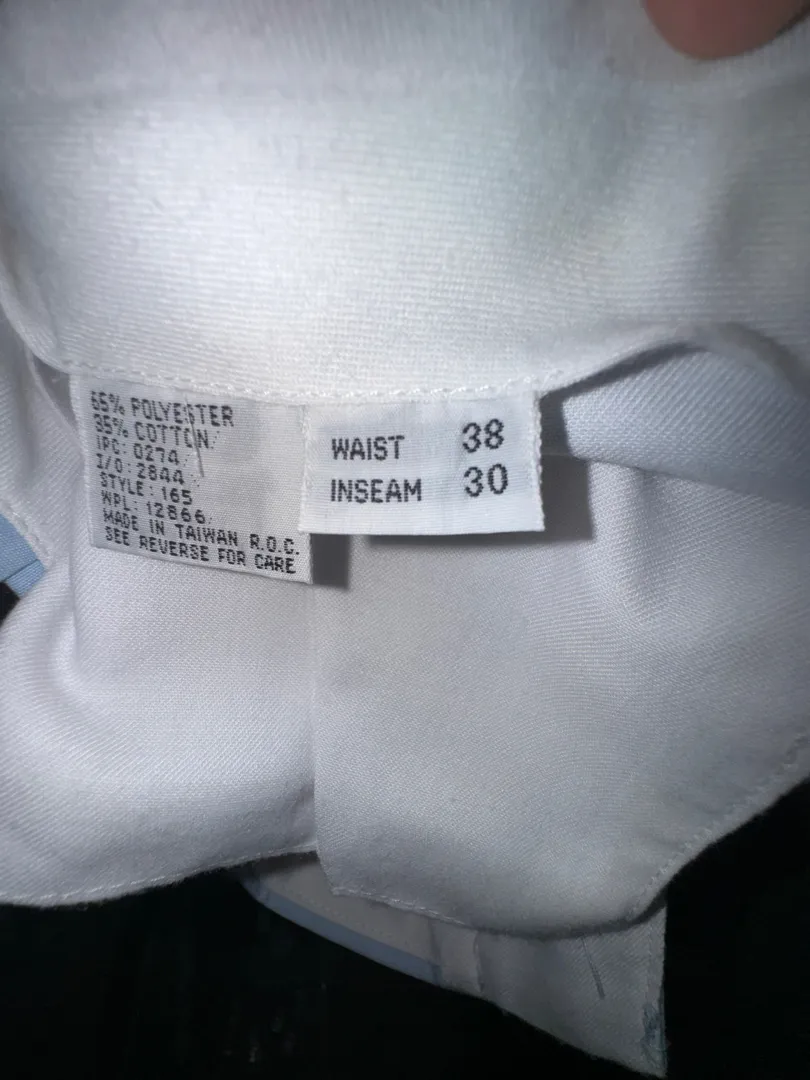 65% POLYESTER
35% COTTON
IPC: 0274
I/O: 2844
STYLE: 165
WPL: 12866
MADE IN TAIWAN R.O.C.
SEE REVERSE FOR CARE
WAIST 38
INSEAM 30